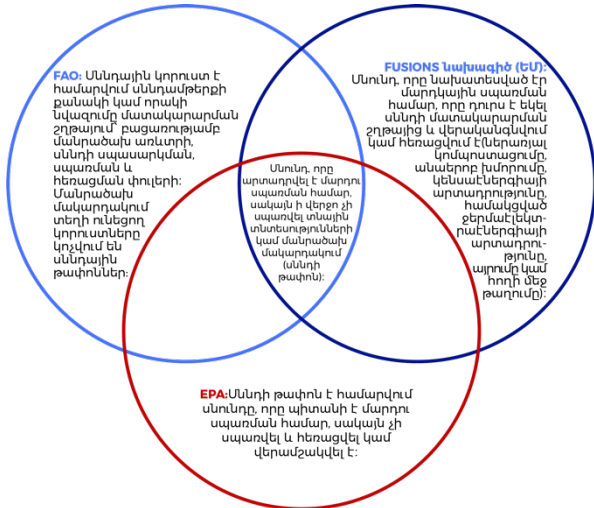 FAO: Սննդային կորուստ է
համարվում սննդամթերքի
քանակի կամ որակի
նվազումը մատակարարման
շղթայում՝ բացառությամբ
մանրածախ առևտրի,
սննդի սպասարկման,
սպառման և
հեռացման փուլերի:
Մանրածախ
մակարդակում
տեղի ունեցող
կորուստները
կոչվում են
սննդային
թափոններ:
FUSIONS նախագիծ (ԵՄ):
Սնունդ, որը նախատեսված էր
մարդկային սպառման
համար, որը դուրս է եկել
սննդի մատակարարման
շղթայից և վերականգնվում
կամ հեռացվում է(ներառյալ
կոմպոստացումը,
անաերոբ խմորումը,
կենսաէներգիայի
արտադրությունը,
համակցված
ջերմաէլեկտ-
րաէներգիայի
արտադրու-
թյունը,
այրումը կամ
հողի մեջ
թաղումը):
Սնունդ, որը
արտադրվել է մարդու
սպառման համար,
սակայն ի վերջո չի
սպառվել տնային
տնտեսությունների
կամ մանրածախ
մակարդակում
(սննդի
թափոն):
EPA:Սննդի թափոն է համարվում
սնունդը, որը պիտանի է մարդու
սպառման համար, սակայն չի
սպառվել և հեռացվել կամ
վերամշակվել է: